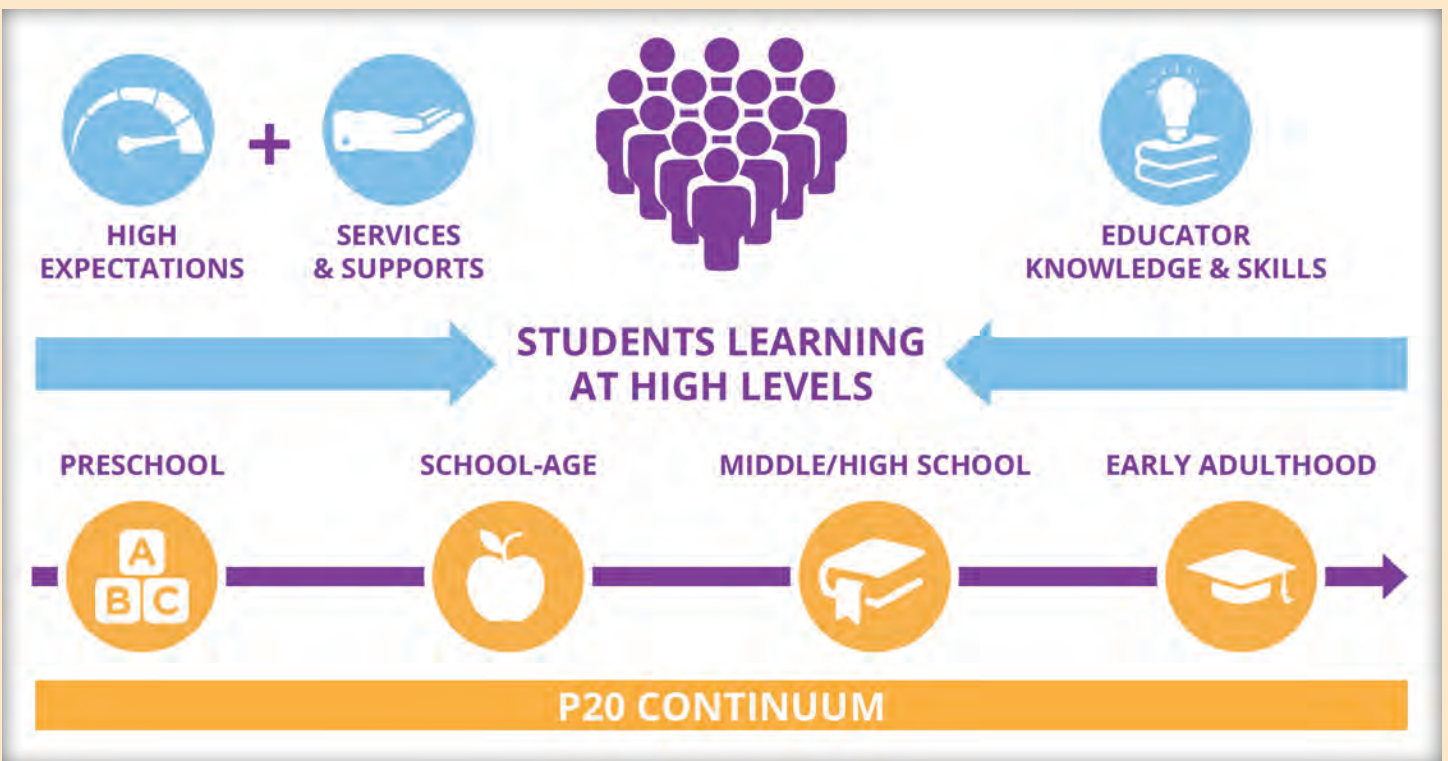 +
HIGH
EXPECTATIONS
SERVICES
& SUPPORTS
EDUCATOR
KNOWLEDGE & SKILLS
STUDENTS LEARNING
AT HIGH LEVELS
PRESCHOOL
SCHOOL-AGE
MIDDLE/HIGH SCHOOL
EARLY ADULTHOOD
A
B C
P20 CONTINUUM